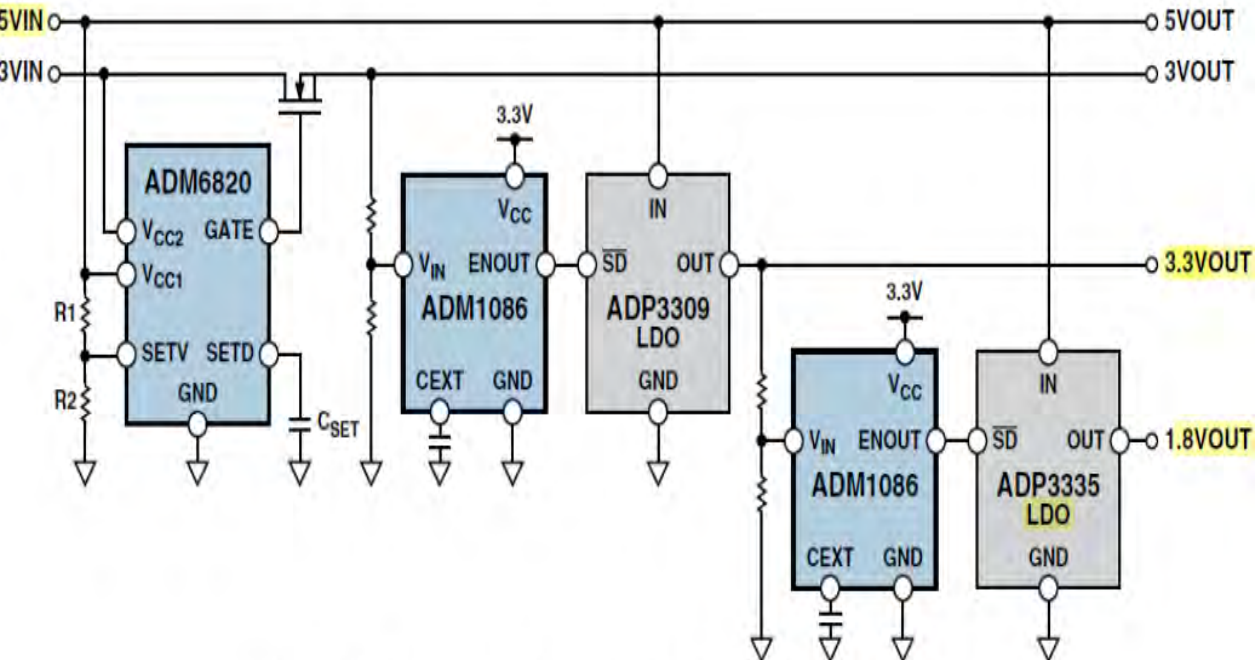 5VIN
5VOUT
3VIN
3VOUT
3.3V
ADM6820
VCC2
GATE
VCC1
R1
SETV
SETD
R2
GND
CSET
VCC
VIN
ENOUT
ADM1086
CEXT
GND
IN
SD
OUT
ADP3309
LDO
GND
3.3VOUT
3.3V
VCC
VIN
ENOUT
ADM1086
CEXT
GND
IN
SD
OUT
ADP3335
LDO
GND
1.8VOUT